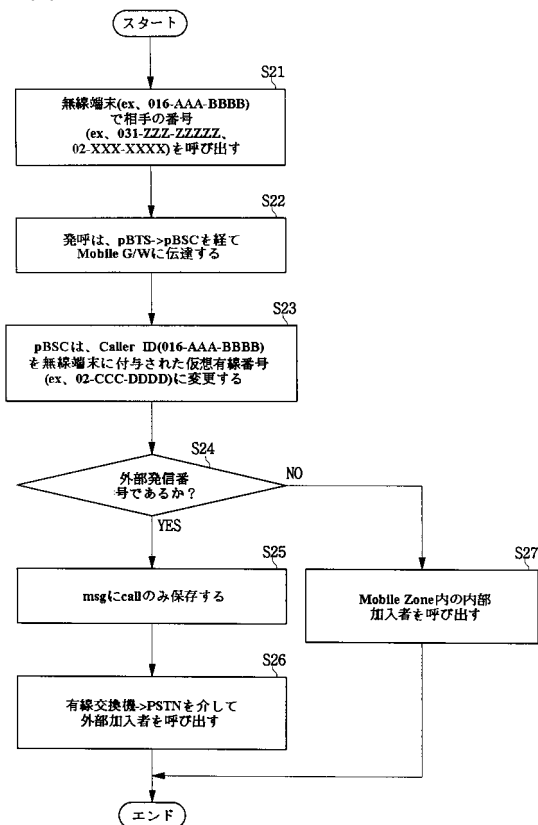 スタート
S21
無線端末(ex、016-AAA-BBBB)
で相手の番号
(ex、031-ZZZ-ZZZZZ、
02-XXX-XXXX)を呼び出す
S22
発呼は、pBTS->pBSCを経て
Mobile G/Wに伝達する
S23
pBSCは、Caller ID(016-AAA-BBBB)
を無線端末に付与された仮想有線番号
(ex、02-CCC-DDDD)に変更する
S24
外部発信番
号であるか?
NO
YES
S25
msgにcallのみ保存する
S27
Mobile Zone内の内部
加入者を呼び出す
S26
有線交換機->PSTNを介して
外部加入者を呼び出す
エンド